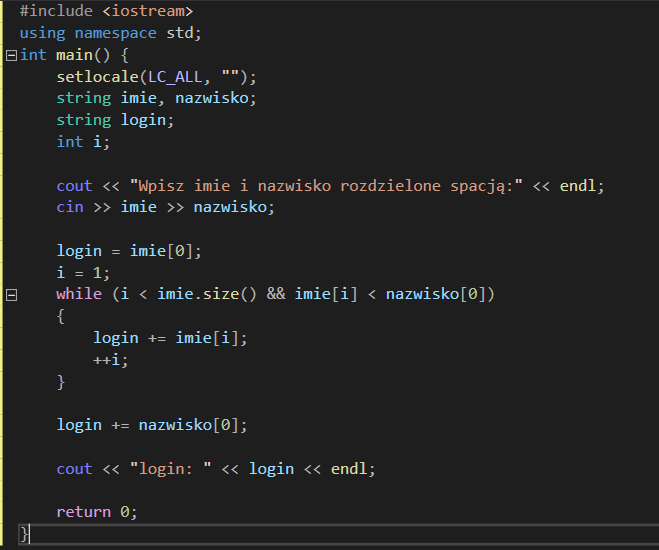 #include <iostream>
using namespace std;
int main() {
setlocale(LC_ALL, "");
string imie, nazwisko;
string login;
int i;
cout << "Wpisz imie i nazwisko rozdzielone spacją:" << endl;
cin >> imie >> nazwisko;
login = imie[0];
i = 1;
while (i < imie.size() && imie[i] < nazwisko[0])
{
login += imie[i];
++i;
}
login += nazwisko[0];
cout << "login: " << login << endl;
return 0;
}